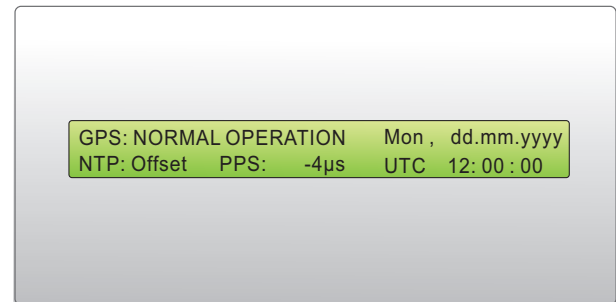 GPS: NORMAL OPERATION Mon , dd.mm.yyyy
NTP: Offset PPS: -4µs UTC 12: 00 : 00